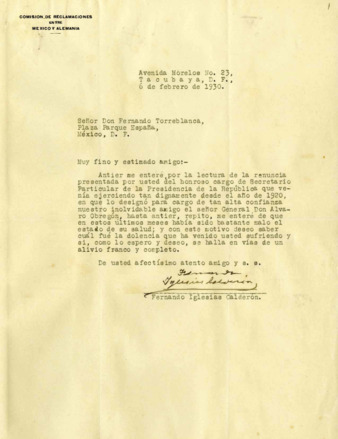 1
COMISION DE RECLAMACIONES
ENTRE
MEXICO Y ALEMANIA
Avenida Morelos No. 23,
Tacubaya, D. F.,
6 de febrero de 1930.
Señor Don Fernando Torreblanca,
Plaza Parque España,
México, D. F.
Muy fino y estimado amigo:-
Antier me enteré por la lectura de la renuncia
presentada por usted del honroso cargo de Secretario
Particular de la Presidencia de la República que ve-
nía ejerciendo tan dignamente desde el año de 1920,
en que lo designó para cargo de tan alta confianza
nuestro inolvidable amigo el señor General Don Alva-
ro Obregón, hasta antier, repito, me enteré de que
en estos últimos meses había sido bastante malo el
estado de su salud; y con este motivo deseo saber
cuál fué la dolencia que ha venido usted sufriendo y
si, como lo espero y deseo, se halla en vías de un
alivio franco y completo.
De usted afectísimo atento amigo y s. s.
Fernando
Iglesias Calderón.
Fernando Iglesias Calderón.